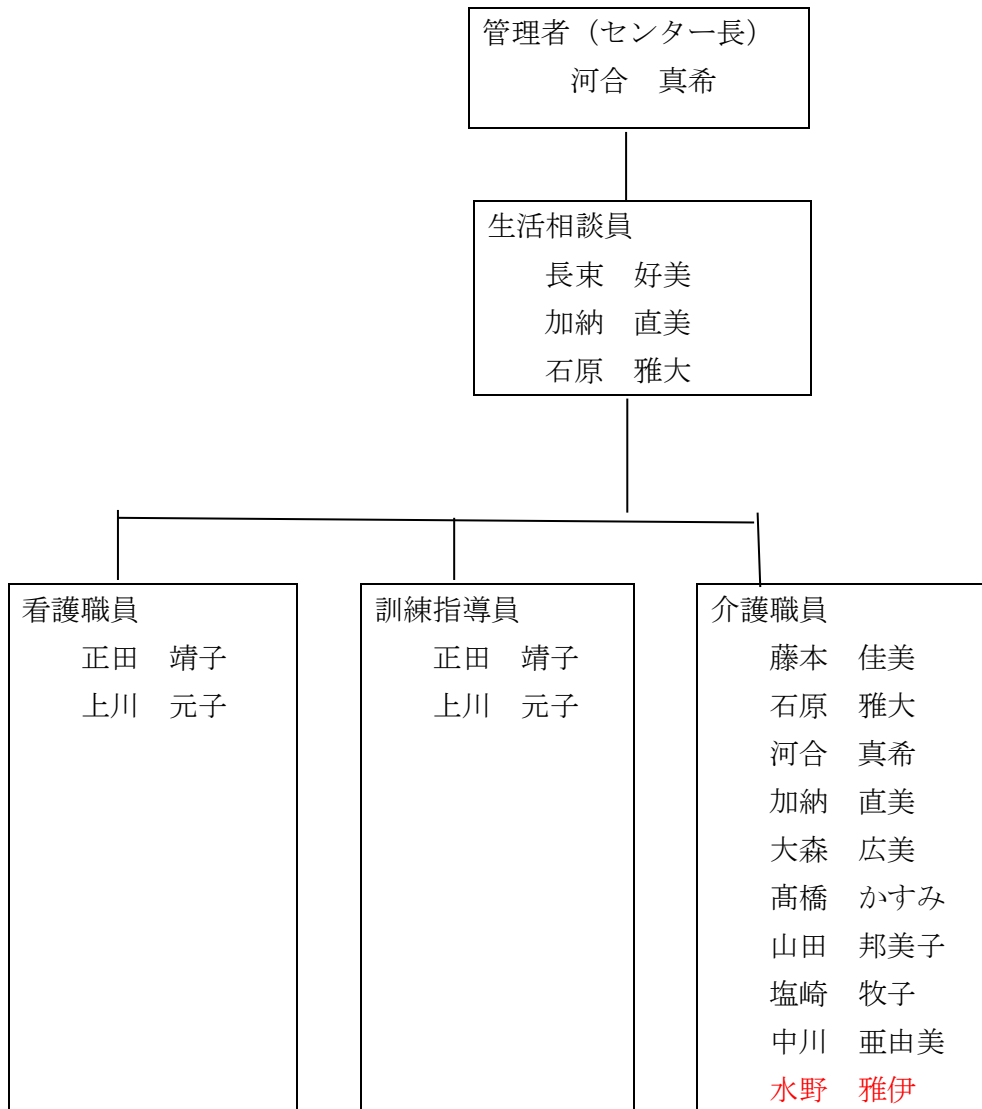 管理者（センター長）
河合　真希
生活相談員
長束　好美
加納　直美
石原　雅大
看護職員
正田　靖子
上川　元子
訓練指導員
正田　靖子
上川　元子
介護職員
藤本　佳美
石原　雅大
河合　真希
加納　直美
大森　広美
髙橋　かすみ
山田　邦美子
塩崎　牧子
中川　亜由美
水野　雅伊